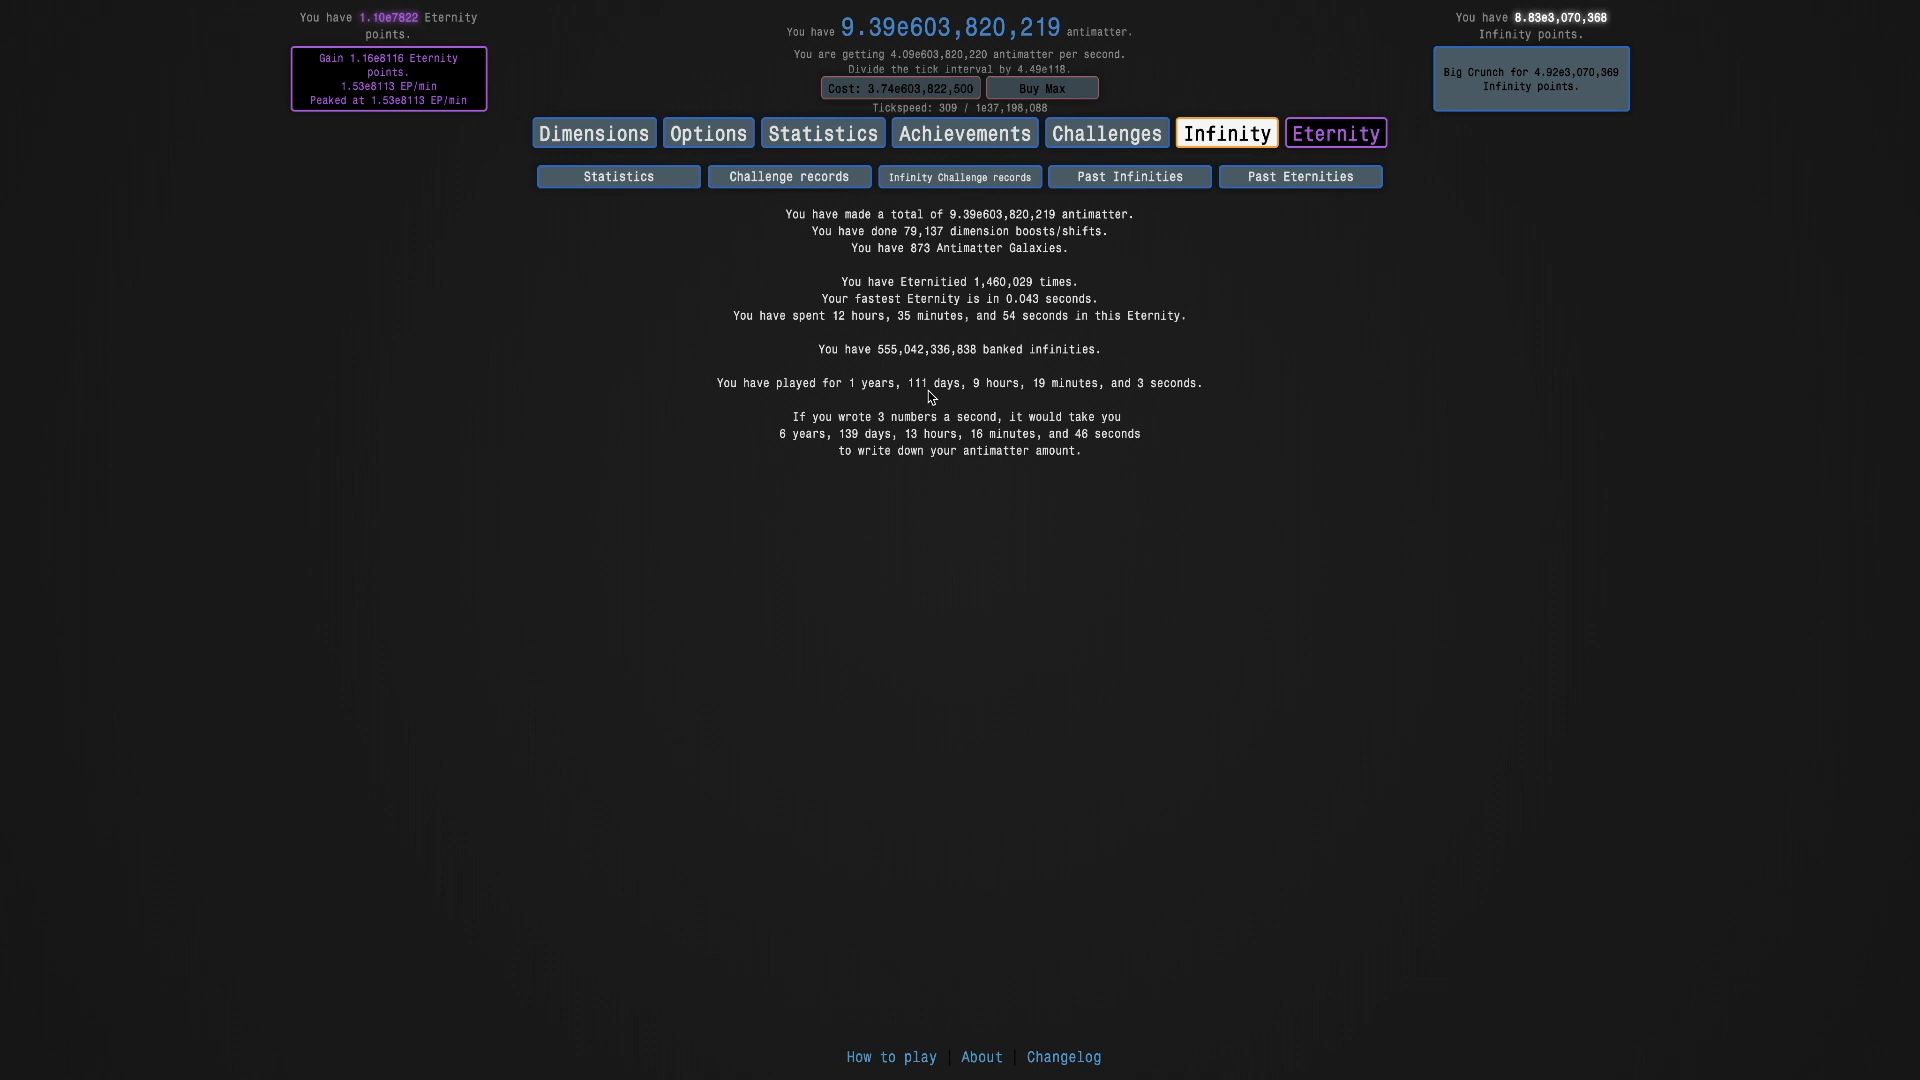 You have 1.10e7822 Eternity
points.
Gain 1.16e8116 Eternity
points.
1.53e8113 EP/min
Peaked at 1.53e8113 EP/min
You have 9.39e603,820,219 antimatter.
You are getting 4.09e603,820,220 antimatter per second.
Divide the tick interval by 4.49e118.
Cost: 3.74e603,822,500 Buy Max
Tickspeed: 309 / 1e37,198,088
You have 8.83e3,070,368
Infinity points.
Big Crunch for 4.92e3,070,369
Infinity points.
Dimensions Options Statistics Achievements Challenges Infinity Eternity
Statistics Challenge records Infinity Challenge records Past Infinities Past Eternities
You have made a total of 9.39e603,820,219 antimatter.
You have done 79,137 dimension boosts/shifts.
You have 873 Antimatter Galaxies.
You have Eternitied 1,460,029 times.
Your fastest Eternity is in 0.043 seconds.
You have spent 12 hours, 35 minutes, and 54 seconds in this Eternity.
You have 555,042,336,838 banked infinities.
You have played for 1 years, 111 days, 9 hours, 19 minutes, and 3 seconds.
If you wrote 3 numbers a second, it would take you
6 years, 139 days, 13 hours, 16 minutes, and 46 seconds
to write down your antimatter amount.
How to play | About | Changelog